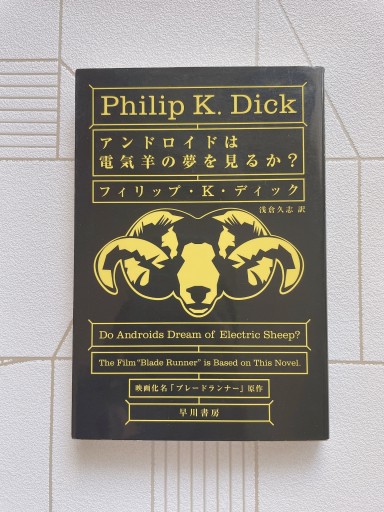 Philip K. Dick
アンドロイドは
電気羊の夢を見るか？
フィリップ・K・ディック
浅倉久志 訳
Do Androids Dream of Electric Sheep?
The Film "Blade Runner" is Based on This Novel.
映画化名「ブレードランナー」原作
早川書房